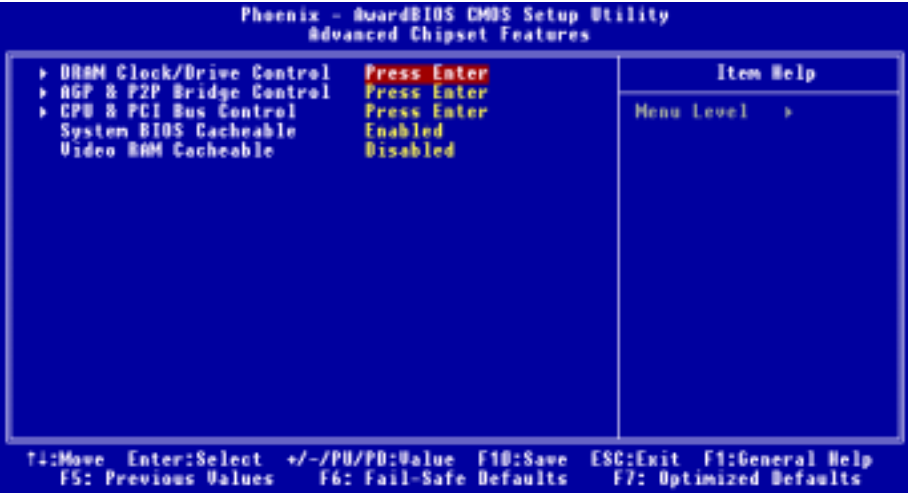 Phoenix - AwardBIOS CMOS Setup Utility
Advanced Chipset Features
DRAM Clock/Drive Control Press Enter
AGP & P2P Bridge Control Press Enter
CPU & PCI Bus Control Press Enter
System BIOS Cacheable Enabled
Video RAM Cacheable Disabled
Item Help
Menu Level
↑↓:Move Enter:Select +/-/PU/PD:Value F10:Save ESC:Exit F1:General Help
F5: Previous Values F6: Fail-Safe Defaults F7: Optimized Defaults